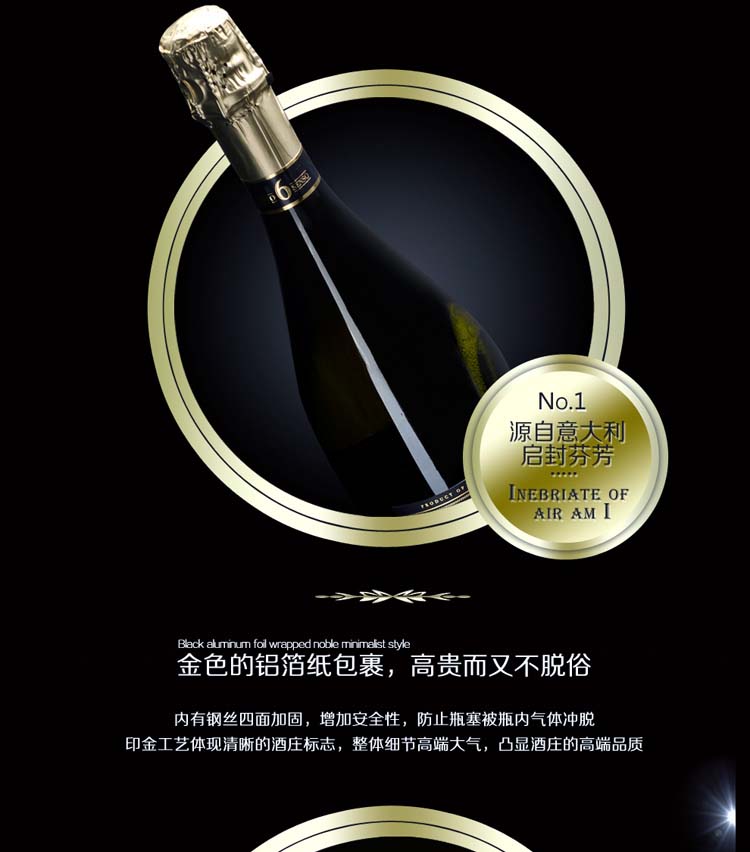 6
PRODUCT OF
No.1
源自意大利
启封芬芳
INEBRIATE OF
AIR AM I
Black aluminum foil wrapped noble minimalist style
金色的铝箔纸包裹，高贵而又不脱俗
内有钢丝四面加固，增加安全性，防止瓶塞被瓶内气体冲脱
印金工艺体现清晰的酒庄标志，整体细节高端大气，凸显酒庄的高端品质